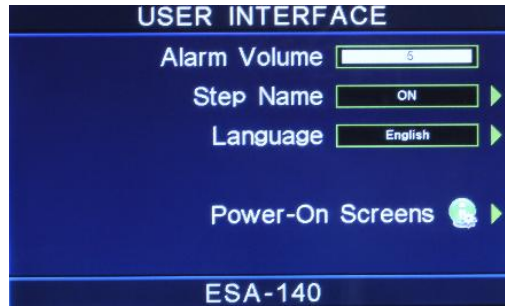 USER INTERFACE
Alarm Volume 5
Step Name ON
Language English
Power-On Screens
ESA-140